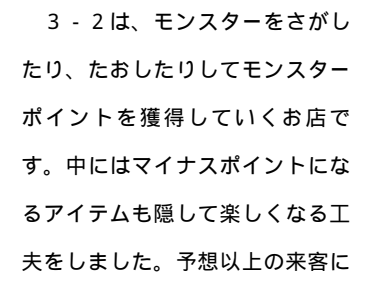 ３‐２は、モンスターをさがし
たり、たおしたりしてモンスター
ポイントを獲得していくお店で
す。中にはマイナスポイントにな
るアイテムも隠して楽しくなる工
夫をしました。予想以上の来客に